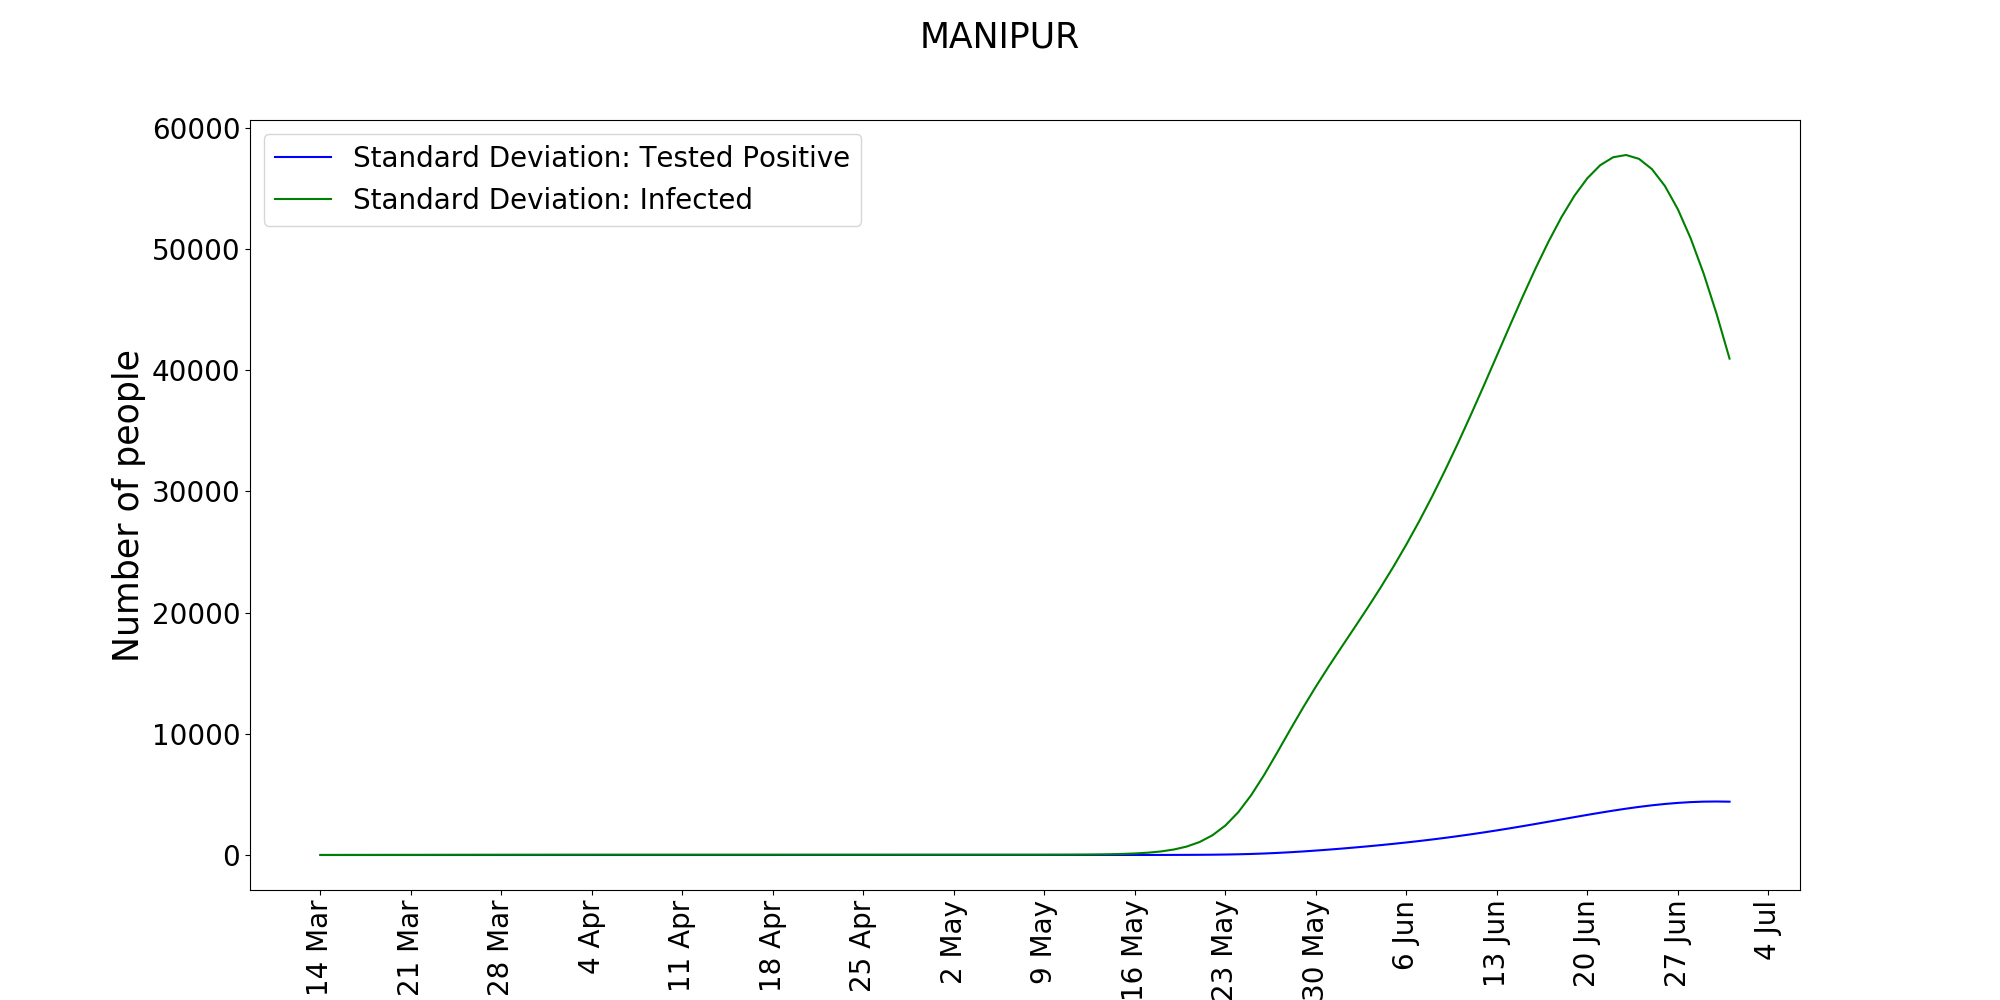 MANIPUR
Standard Deviation: Tested Positive
Standard Deviation: Infected
Number of people
60000
50000
40000
30000
20000
10000
0
14 Mar
21 Mar
28 Mar
4 Apr
11 Apr
18 Apr
25 Apr
2 May
9 May
16 May
23 May
30 May
6 Jun
13 Jun
20 Jun
27 Jun
4 Jul